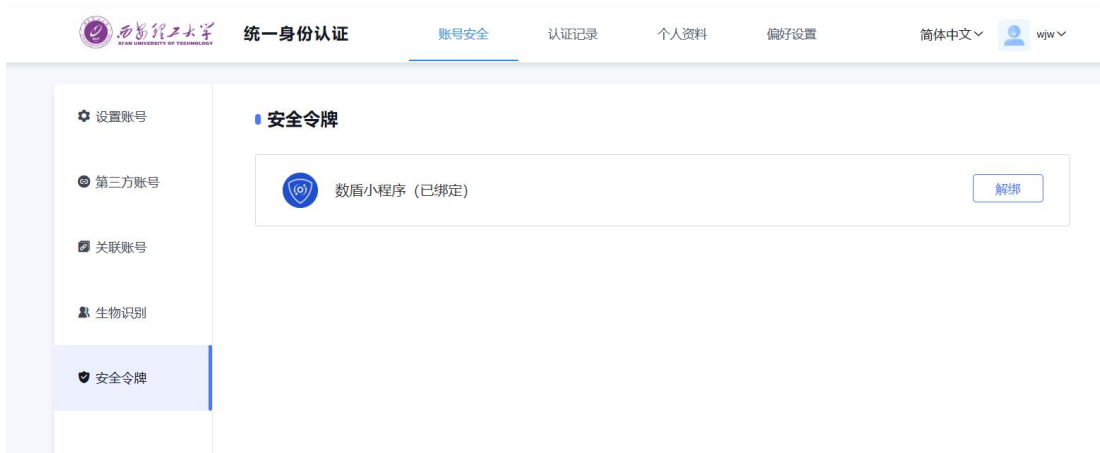 西安理工大学
XI'AN UNIVERSITY OF TECHNOLOGY
统一身份认证
账号安全
认证记录
个人资料
偏好设置
简体中文
wjw
设置账号
第三方账号
关联账号
生物识别
安全令牌
安全令牌
数盾小程序（已绑定）
解绑